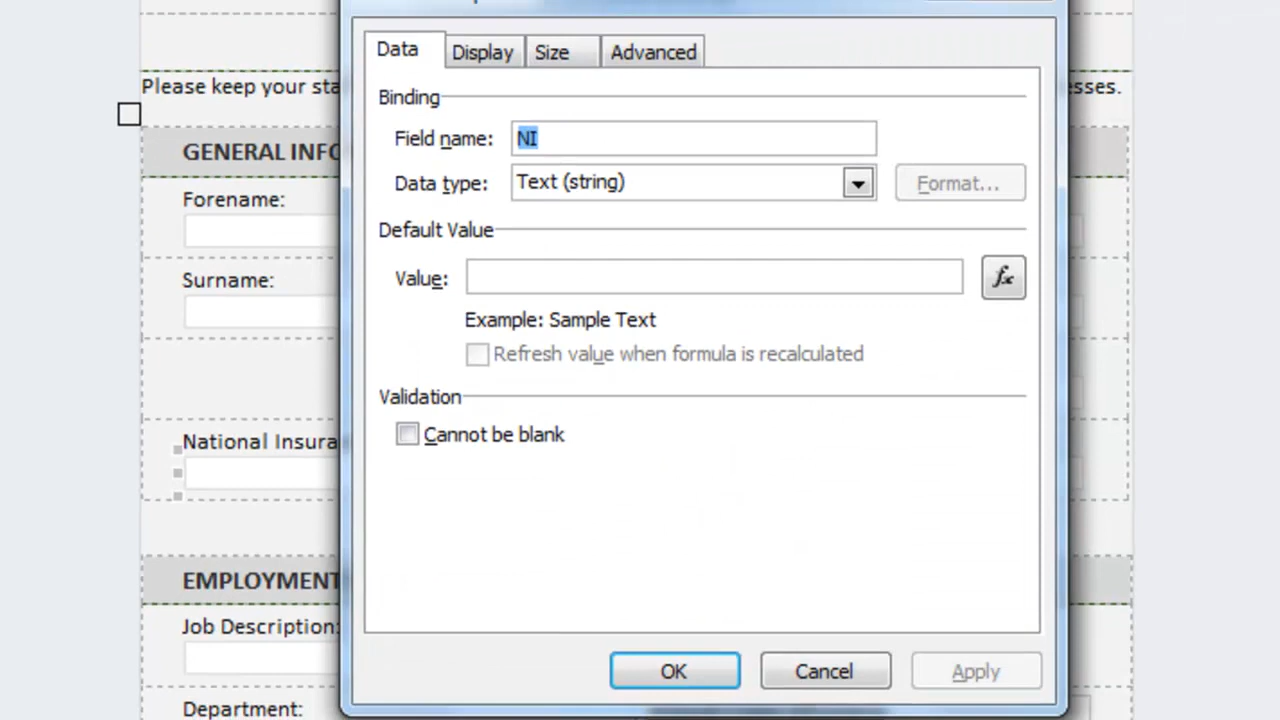 Data Display Size Advanced
Please keep your sta esses.
Binding
GENERAL INFO
Field name: NI
Data type: Text (string) Format...
Forename:
Default Value
Surname:
Value: fx
Example: Sample Text
Refresh value when formula is recalculated
Validation
Cannot be blank
National Insura
EMPLOYMENT
Job Description:
OK Cancel Apply
Department: